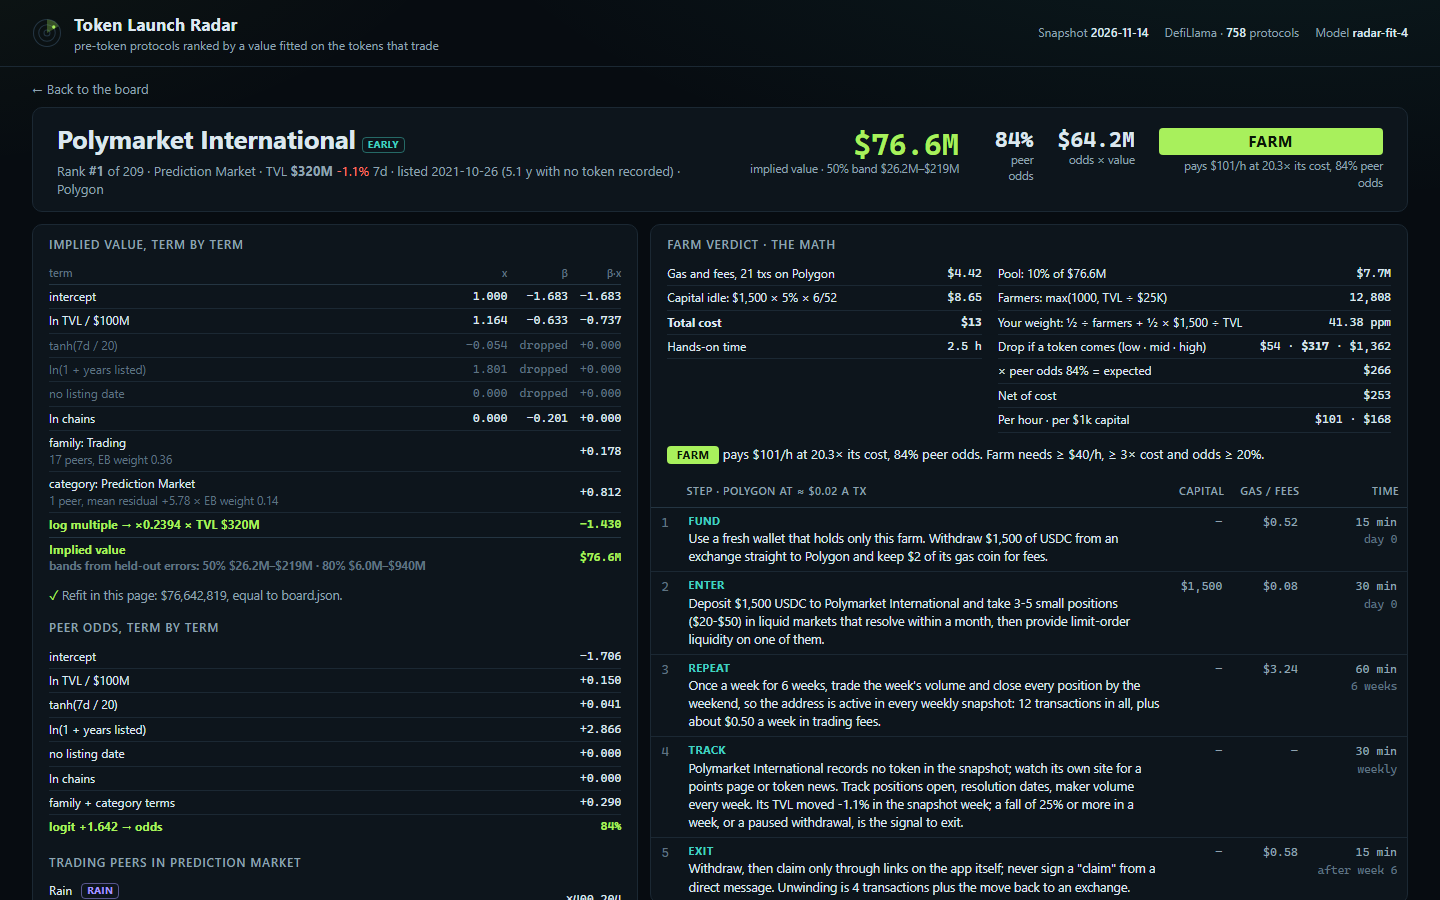 Token Launch Radar
pre-token protocols ranked by a value fitted on the tokens that trade
Snapshot 2026-11-14 DefiLlama · 758 protocols Model radar-fit-4
← Back to the board
Polymarket International EARLY
Rank #1 of 209 · Prediction Market · TVL $320M -1.1% 7d · listed 2021-10-26 (5.1 y with no token recorded) ·
Polygon
$76.6M
implied value · 50% band $26.2M–$219M
84%
peer
odds
$64.2M
odds × value
FARM
pays $101/h at 20.3× its cost, 84% peer
odds
IMPLIED VALUE, TERM BY TERM
term x β β·x
intercept 1.000 −1.683 −1.683
ln TVL / $100M 1.164 −0.633 −0.737
tanh(7d / 20) −0.054 dropped +0.000
ln(1 + years listed) 1.801 dropped +0.000
no listing date 0.000 dropped +0.000
ln chains 0.000 −0.201 +0.000
family: Trading +0.178
17 peers, EB weight 0.36
category: Prediction Market +0.812
1 peer, mean residual +5.78 × EB weight 0.14
log multiple → ×0.2394 × TVL $320M −1.430
Implied value $76.6M
bands from held-out errors: 50% $26.2M–$219M · 80% $6.0M–$940M
✓ Refit in this page: $76,642,819, equal to board.json.
PEER ODDS, TERM BY TERM
intercept −1.706
ln TVL / $100M +0.150
tanh(7d / 20) +0.041
ln(1 + years listed) +2.866
no listing date +0.000
ln chains +0.000
family + category terms +0.290
logit +1.642 → odds 84%
TRADING PEERS IN PREDICTION MARKET
Rain RAIN
FARM VERDICT · THE MATH
Gas and fees, 21 txs on Polygon $4.42
Capital idle: $1,500 × 5% × 6/52 $8.65
Total cost $13
Hands-on time 2.5 h
Pool: 10% of $76.6M $7.7M
Farmers: max(1000, TVL ÷ $25K) 12,808
Your weight: ½ ÷ farmers + ½ × $1,500 ÷ TVL 41.38 ppm
Drop if a token comes (low · mid · high) $54 · $317 · $1,362
× peer odds 84% = expected $266
Net of cost $253
Per hour · per $1k capital $101 · $168
FARM pays $101/h at 20.3× its cost, 84% peer odds. Farm needs ≥ $40/h, ≥ 3× cost and odds ≥ 20%.
STEP · POLYGON AT ≈ $0.02 A TX CAPITAL GAS / FEES TIME
1 FUND – $0.52 15 min
Use a fresh wallet that holds only this farm. Withdraw $1,500 of USDC from an day 0
exchange straight to Polygon and keep $2 of its gas coin for fees.
2 ENTER $1,500 $0.08 30 min
Deposit $1,500 USDC to Polymarket International and take 3-5 small positions day 0
($20-$50) in liquid markets that resolve within a month, then provide limit-order
liquidity on one of them.
3 REPEAT – $3.24 60 min
Once a week for 6 weeks, trade the week's volume and close every position by the 6 weeks
weekend, so the address is active in every weekly snapshot: 12 transactions in all, plus
about $0.50 a week in trading fees.
4 TRACK – – 30 min
Polymarket International records no token in the snapshot; watch its own site for a weekly
points page or token news. Track positions open, resolution dates, maker volume
every week. Its TVL moved -1.1% in the snapshot week; a fall of 25% or more in a
week, or a paused withdrawal, is the signal to exit.
5 EXIT – $0.58 15 min
Withdraw, then claim only through links on the app itself; never sign a "claim" from a after week 6
direct message. Unwinding is 4 transactions plus the move back to an exchange.